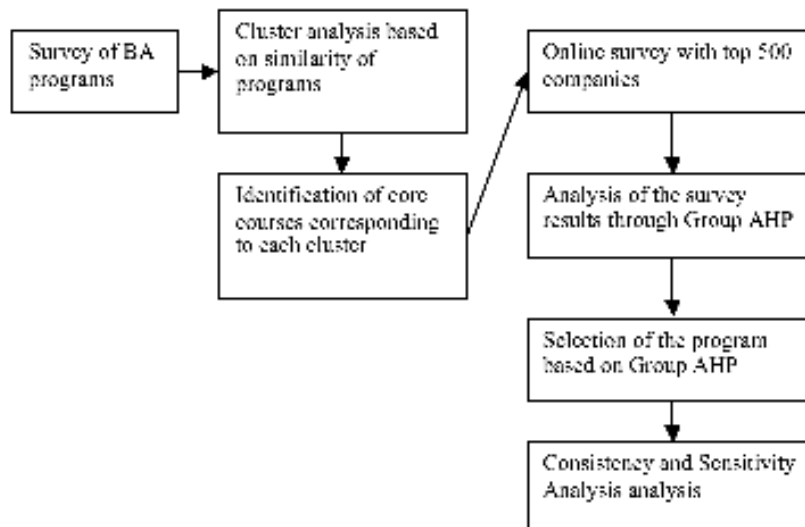 Survey of BA
programs
Cluster analysis based
on similarity of
programs
Identification of core
courses corresponding
to each cluster
Online survey with top 500
companies
Analysis of the survey
results through Group AHP
Selection of the program
based on Group AHP
Consistency and Sensitivity
Analysis analysis